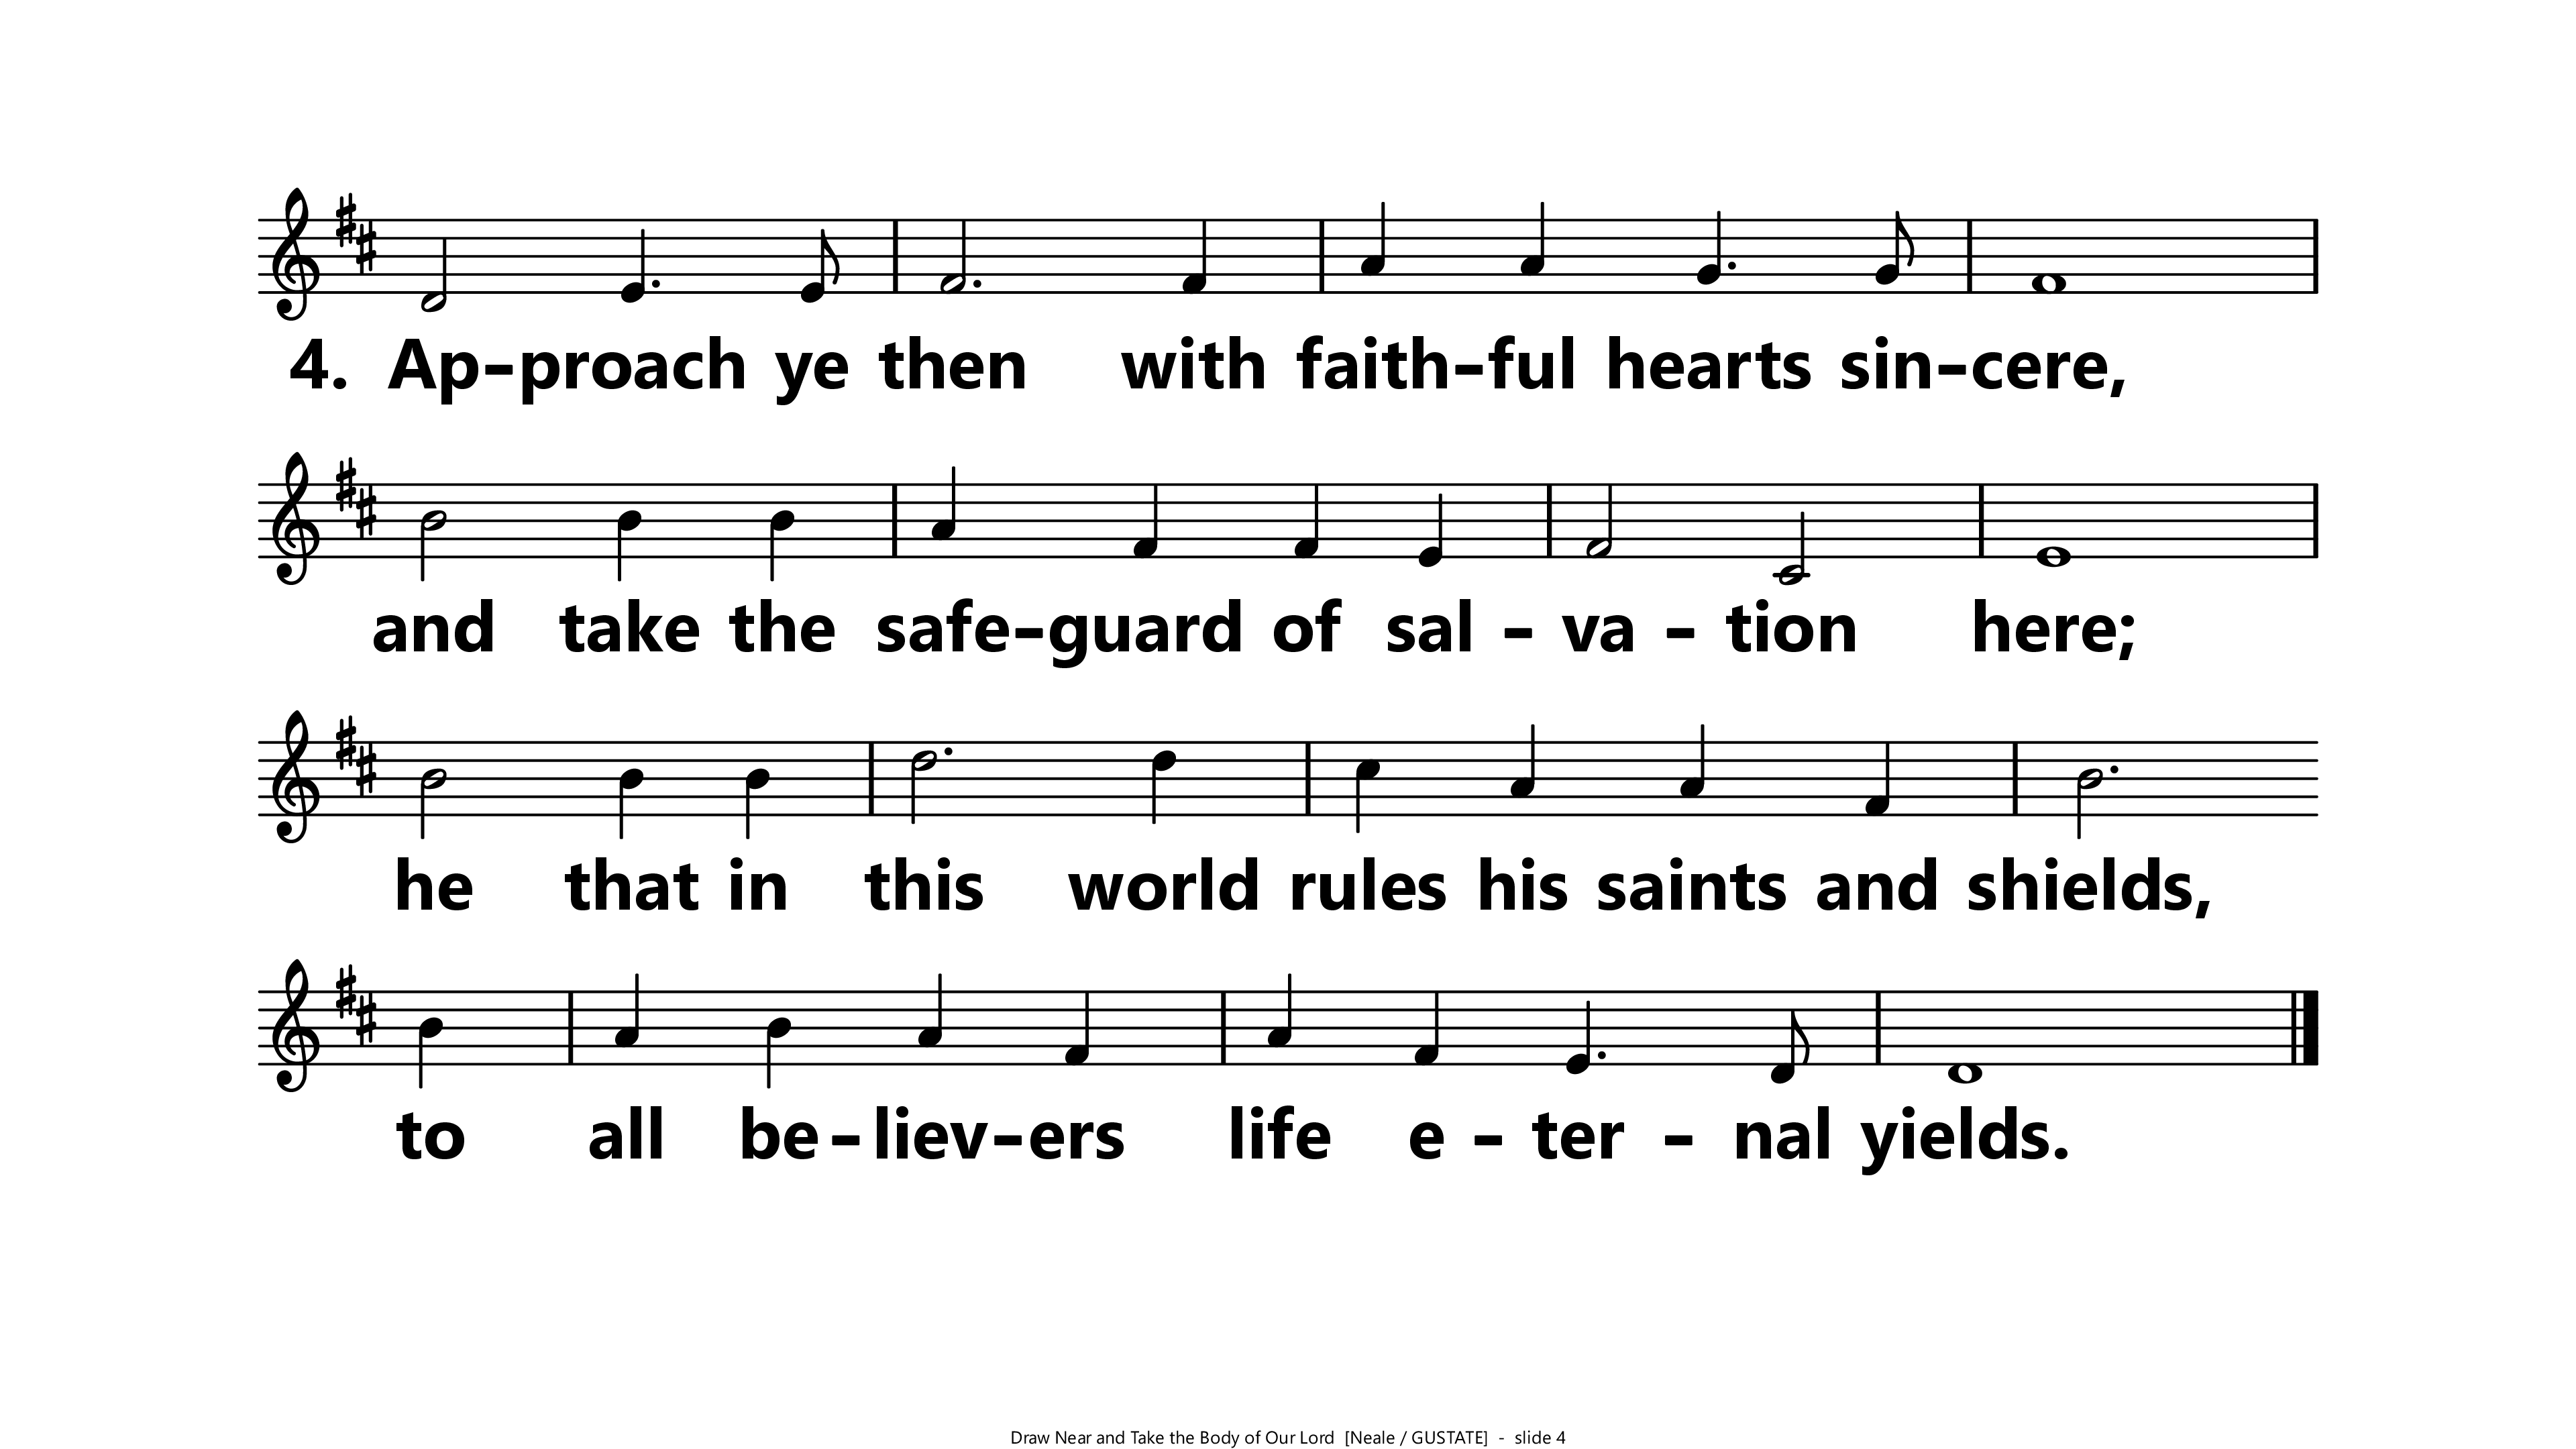 4. Ap-proach ye then with faith-ful hearts sin-cere,
and take the safe-guard of sal - va - tion here;
he that in this world rules his saints and shields,
to all be-liev-ers life e - ter - nal yields.
Draw Near and Take the Body of Our Lord [Neale / GUSTATE] - slide 4